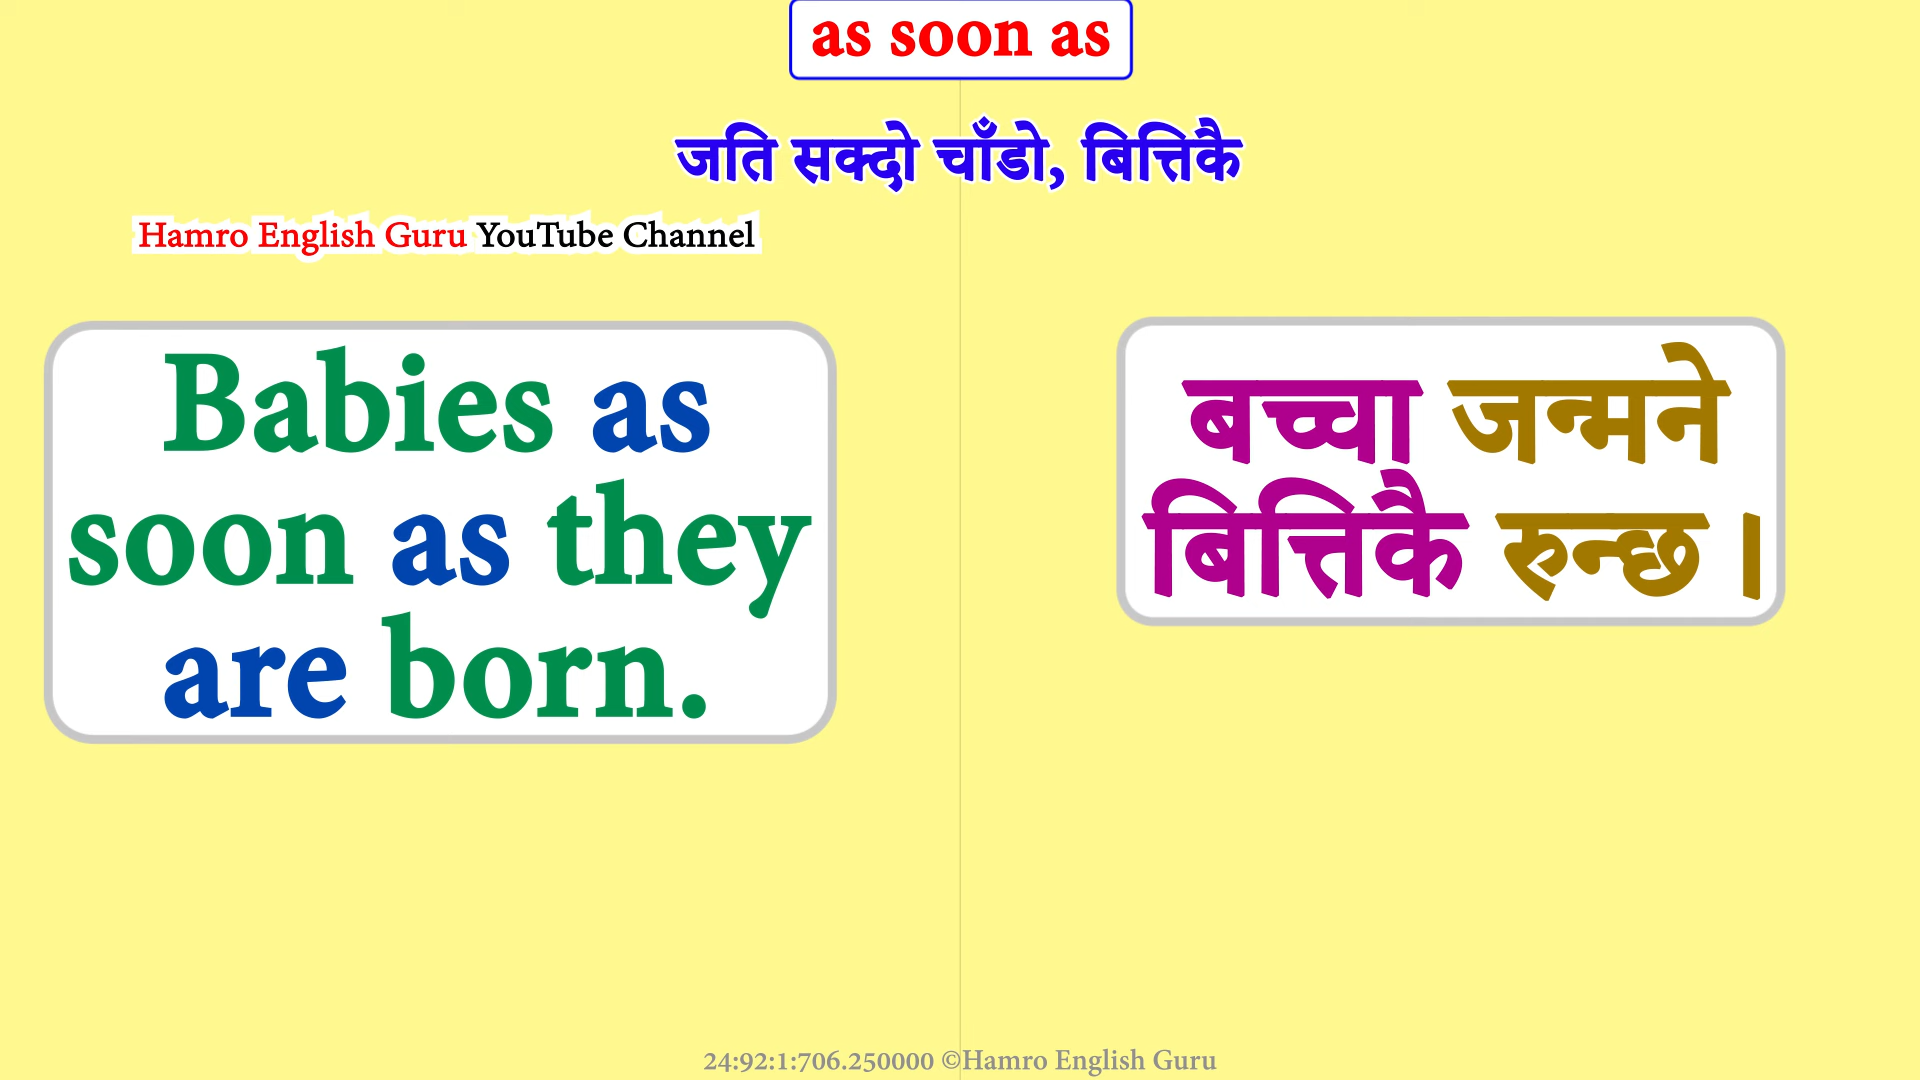 as soon as
जति सक्दो चाँडो, बित्तिकै
Hamro English Guru YouTube Channel
Babies as
soon as they
are born.
बच्चा जन्मने
बित्तिकै रुन्छ ।
24:92:1:706.250000 ©Hamro English Guru